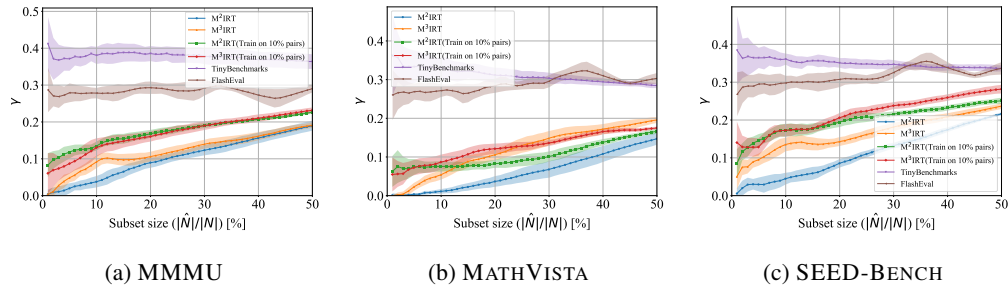 0.4
0.3
0.2
0.1
0.0
γ
M²IRT
M³IRT
M²IRT(Train on 10% pairs)
M³IRT(Train on 10% pairs)
TinyBenchmarks
FlashEval
0 10 20 30 40 50
Subset size (|N̂|/|N|) [%]
(a) MMMU
0.4
0.3
0.2
0.1
0.0
γ
M²IRT
M³IRT
M²IRT(Train on 10% pairs)
M³IRT(Train on 10% pairs)
TinyBenchmarks
FlashEval
0 10 20 30 40 50
Subset size (|N̂|/|N|) [%]
(b) MATHVISTA
0.4
0.3
0.2
0.1
0.0
γ
M²IRT
M³IRT
M²IRT(Train on 10% pairs)
M³IRT(Train on 10% pairs)
TinyBenchmarks
FlashEval
0 10 20 30 40 50
Subset size (|N̂|/|N|) [%]
(c) SEED-BENCH